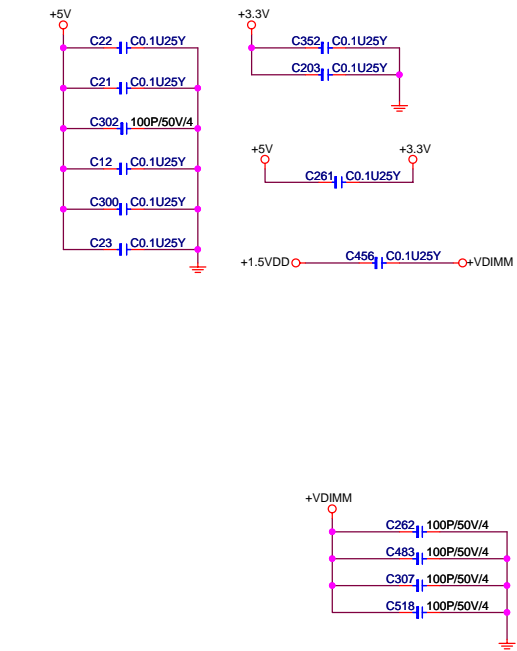 +5V
C22 C0.1U25Y
C21 C0.1U25Y
C302 100P/50V/4
C12 C0.1U25Y
C300 C0.1U25Y
C23 C0.1U25Y
+3.3V
C352 C0.1U25Y
C203 C0.1U25Y
+5V +3.3V
C261 C0.1U25Y
+1.5VDD C456 C0.1U25Y +VDIMM
+VDIMM
C262 100P/50V/4
C483 100P/50V/4
C307 100P/50V/4
C518 100P/50V/4